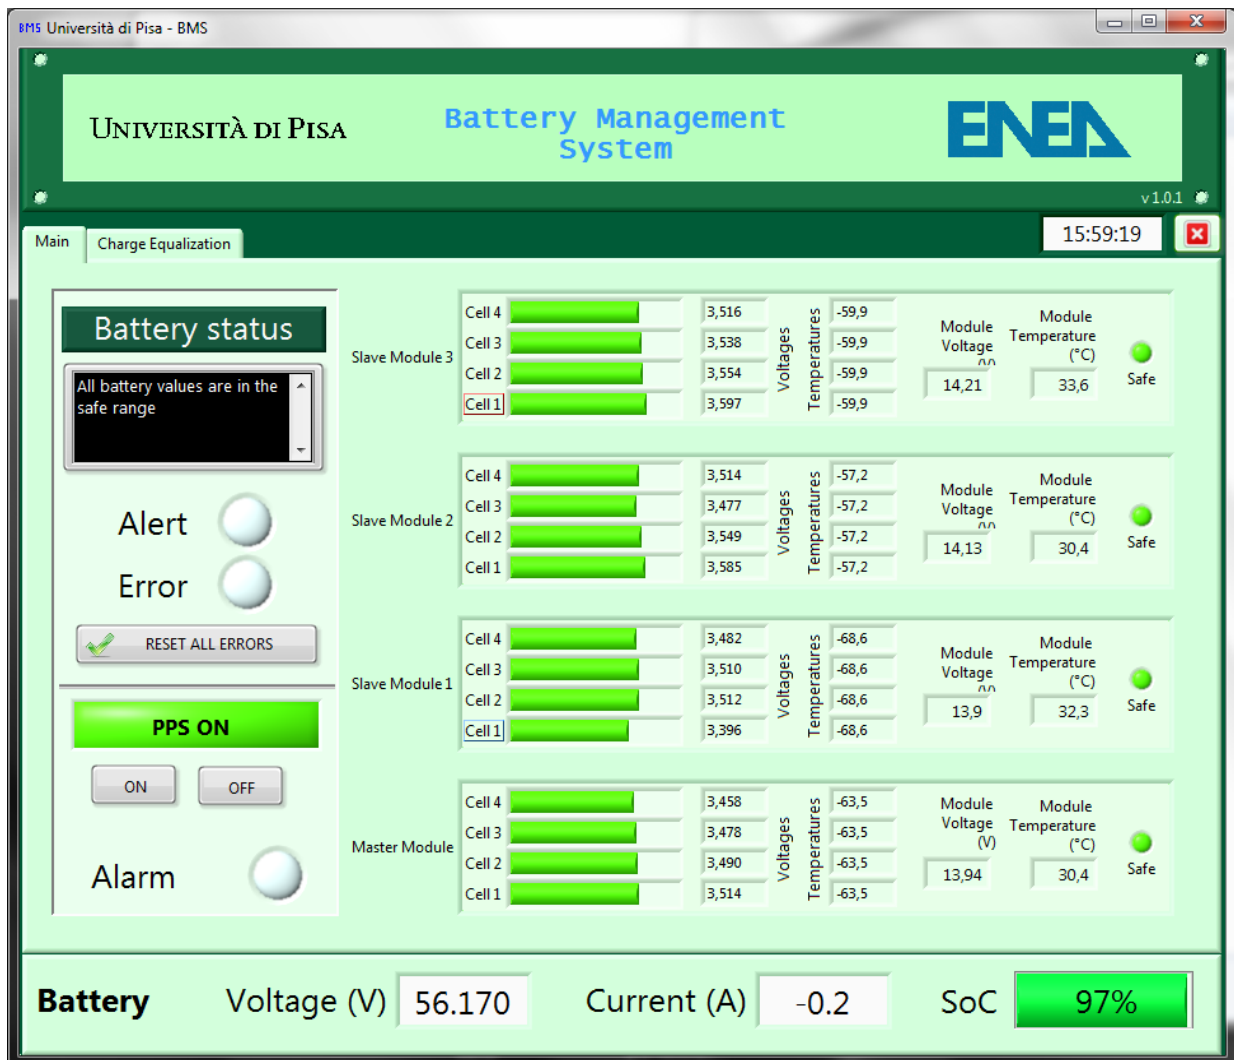 BMS Università di Pisa - BMS
UNIVERSITÀ DI PISA
Battery Management
System
ENEA
v 1.0.1
Main
Charge Equalization
15:59:19
Battery status
All battery values are in the
safe range
Alert
Error
RESET ALL ERRORS
PPS ON
ON
OFF
Alarm
Slave Module 3
Cell 4
3,516
-59,9
Cell 3
3,538
-59,9
Cell 2
3,554
-59,9
Cell 1
3,597
-59,9
Voltages
Temperatures
Module
Voltage
14,21
Module
Temperature
(°C)
33,6
Safe
Slave Module 2
Cell 4
3,514
-57,2
Cell 3
3,477
-57,2
Cell 2
3,549
-57,2
Cell 1
3,585
-57,2
Voltages
Temperatures
Module
Voltage
14,13
Module
Temperature
(°C)
30,4
Safe
Slave Module 1
Cell 4
3,482
-68,6
Cell 3
3,510
-68,6
Cell 2
3,512
-68,6
Cell 1
3,396
-68,6
Voltages
Temperatures
Module
Voltage
13,9
Module
Temperature
(°C)
32,3
Safe
Master Module
Cell 4
3,458
-63,5
Cell 3
3,478
-63,5
Cell 2
3,490
-63,5
Cell 1
3,514
-63,5
Voltages
Temperatures
Module
Voltage
(V)
13,94
Module
Temperature
(°C)
30,4
Safe
Battery
Voltage (V)
56.170
Current (A)
-0.2
SoC
97%